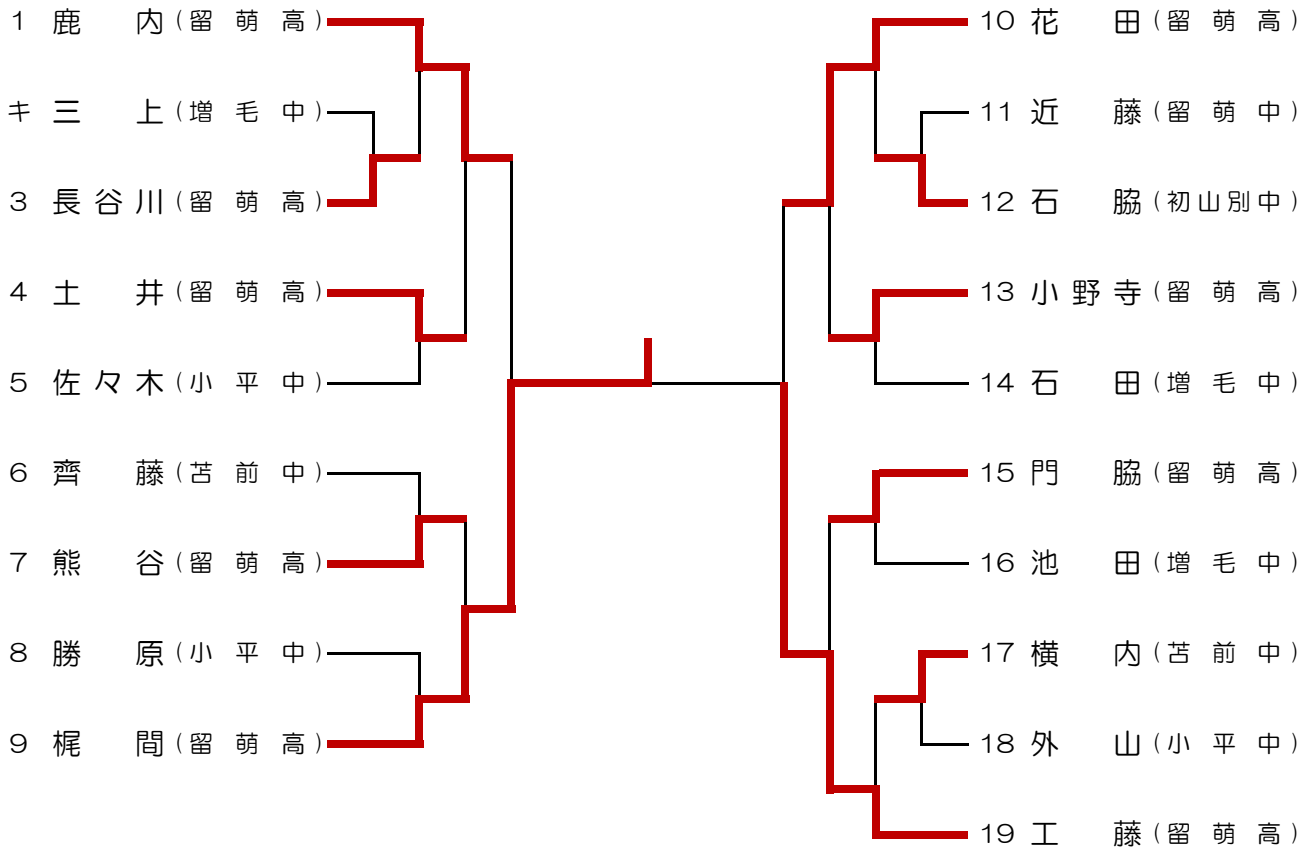 1 鹿内(留萌高)
キ 三上(増毛中)
3 長谷川(留萌高)
4 土井(留萌高)
5 佐々木(小平中)
6 齊藤(苫前中)
7 熊谷(留萌高)
8 勝原(小平中)
9 梶間(留萌高)
10 花田(留萌高)
11 近藤(留萌中)
12 石脇(初山別中)
13 小野寺(留萌高)
14 石田(増毛中)
15 門脇(留萌高)
16 池田(増毛中)
17 横内(苫前中)
18 外山(小平中)
19 工藤(留萌高)